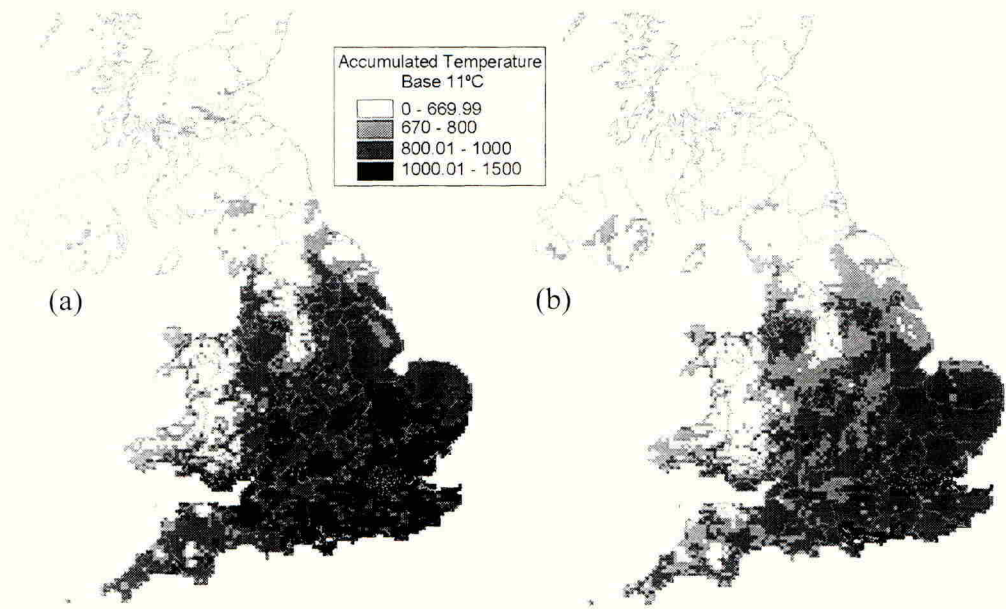 Accumulated Temperature
Base 11ºC
0 - 669.99
670 - 800
800.01 - 1000
1000.01 - 1500
(a)
(b)